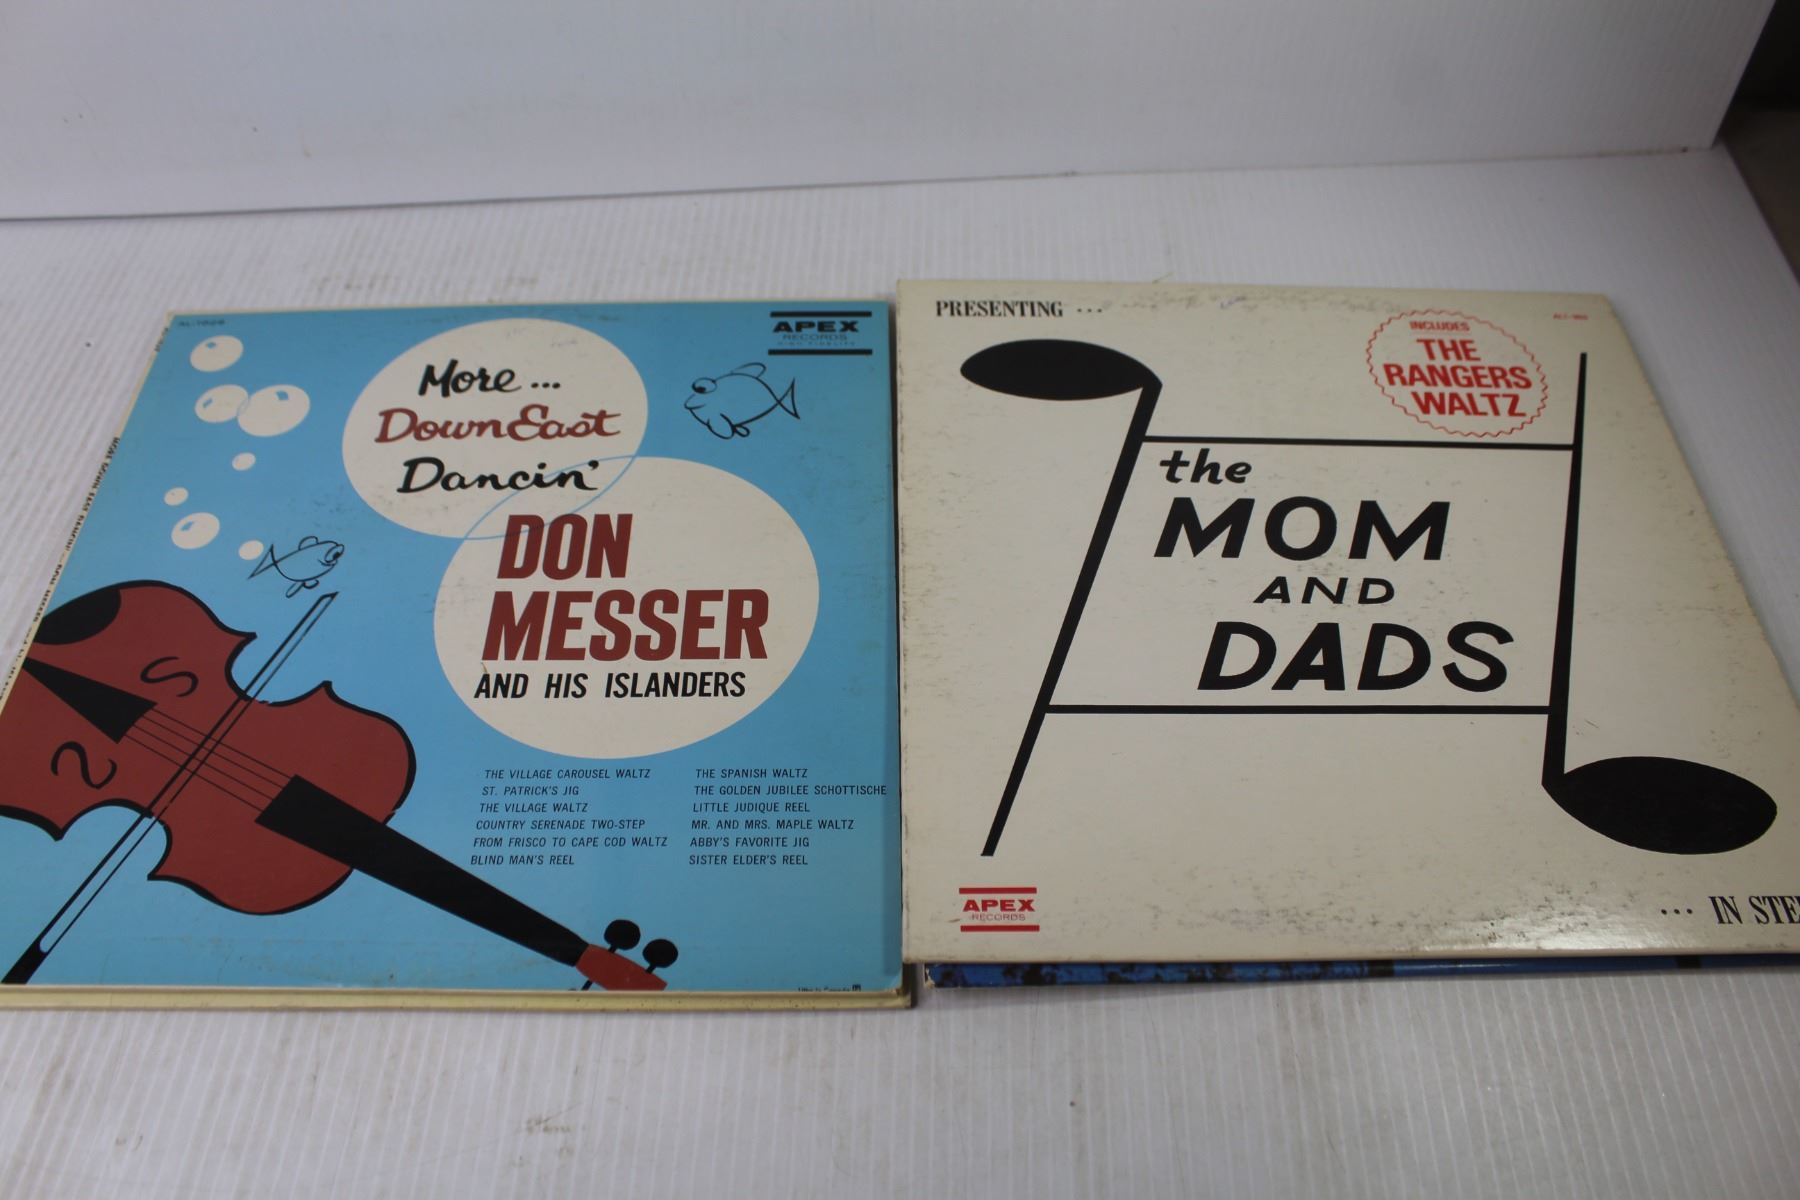 APEX
RECORDS
HIGH FIDELITY
More...
Down East
Dancin'
DON
MESSER
AND HIS ISLANDERS
THE VILLAGE CAROUSEL WALTZ
ST. PATRICK'S JIG
THE VILLAGE WALTZ
COUNTRY SERENADE TWO-STEP
FROM FRISCO TO CAPE COD WALTZ
BLIND MAN'S REEL
THE SPANISH WALTZ
THE GOLDEN JUBILEE SCHOTTISCHE
LITTLE JUDIQUE REEL
MR. AND MRS. MAPLE WALTZ
ABBY'S FAVORITE JIG
SISTER ELDER'S REEL
PRESENTING ...
INCLUDES
THE
RANGERS
WALTZ
the
MOM
AND
DADS
APEX
RECORDS
... IN STE